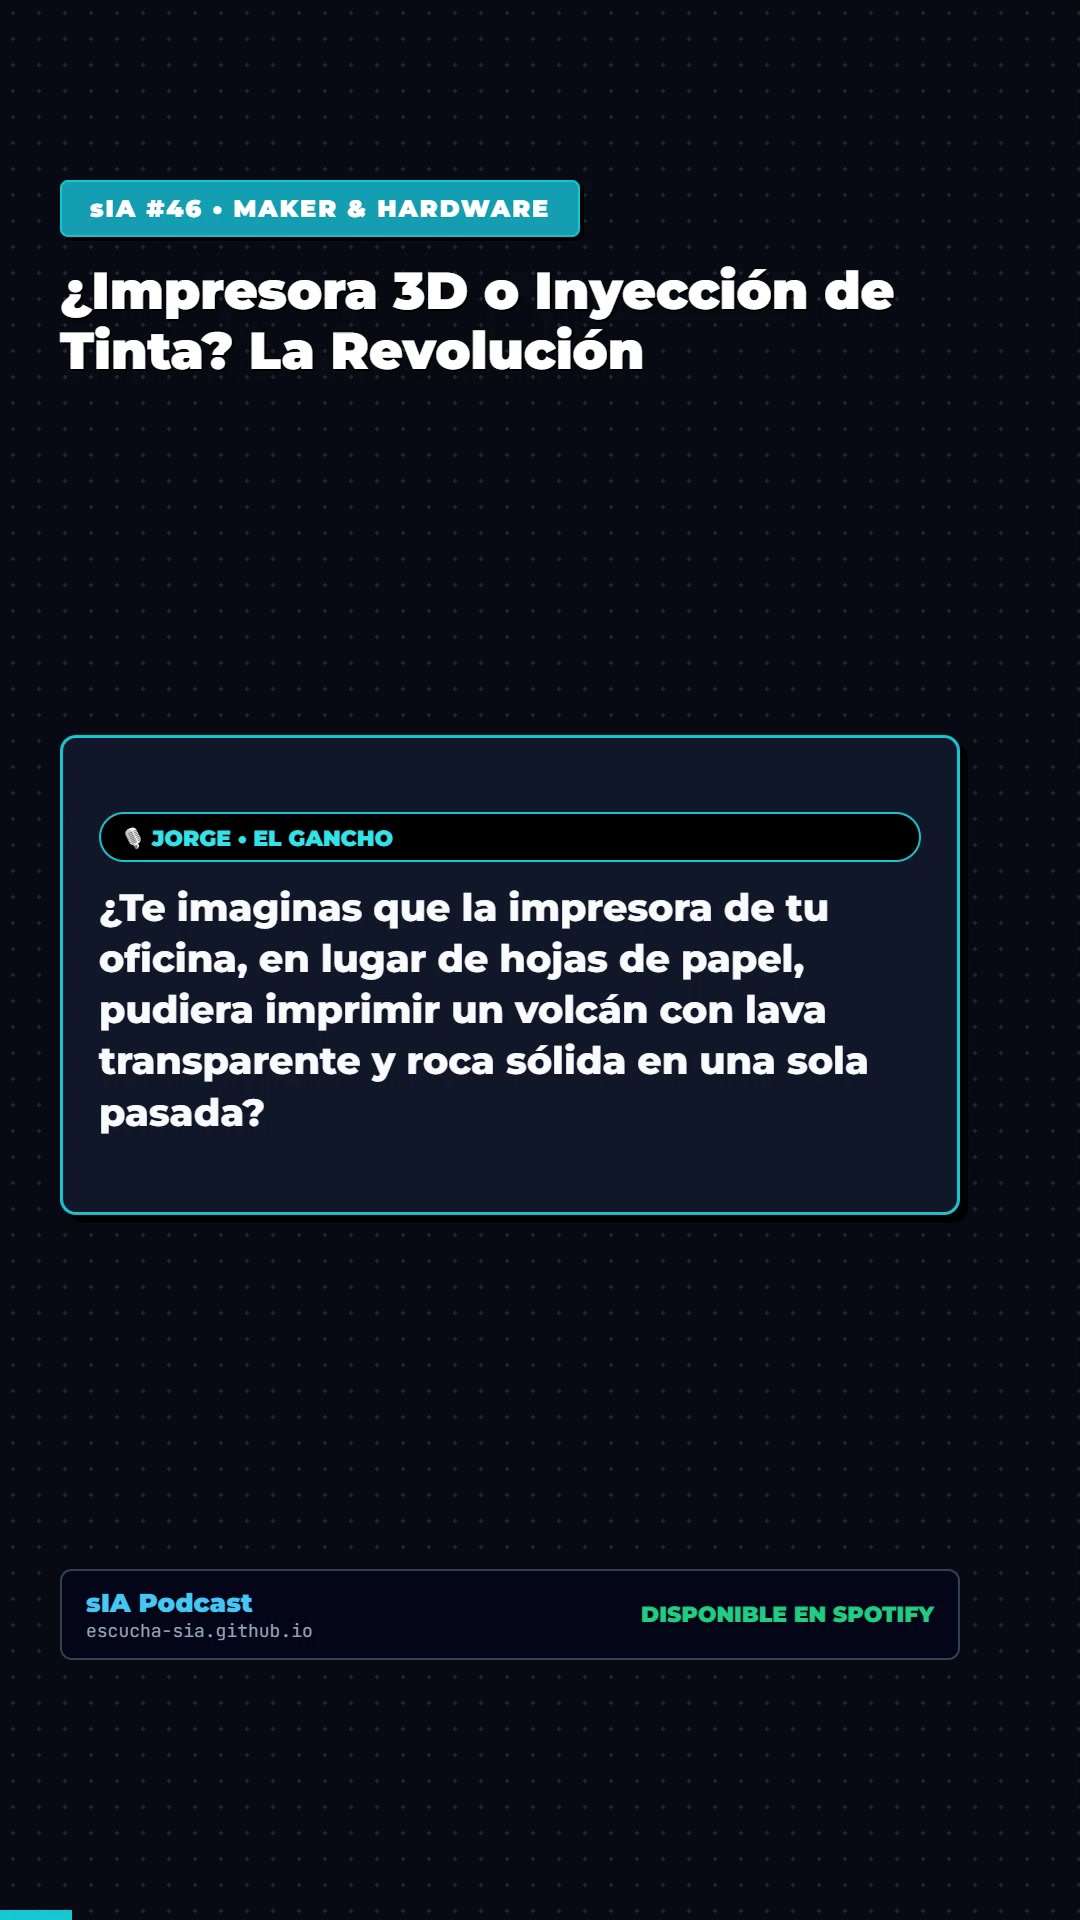 sIA #46 • MAKER & HARDWARE
¿Impresora 3D o Inyección de
Tinta? La Revolución
🎙️ JORGE • EL GANCHO
¿Te imaginas que la impresora de tu
oficina, en lugar de hojas de papel,
pudiera imprimir un volcán con lava
transparente y roca sólida en una sola
pasada?
sIA Podcast
escucha-sia.github.io
DISPONIBLE EN SPOTIFY